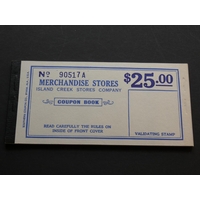 No 90517A
MERCHANDISE STORES
ISLAND CREEK STORES COMPANY
$25.00
COUPON BOOK
READ CAREFULLY THE RULES ON
INSIDE OF FRONT COVER
VALIDATING STAMP